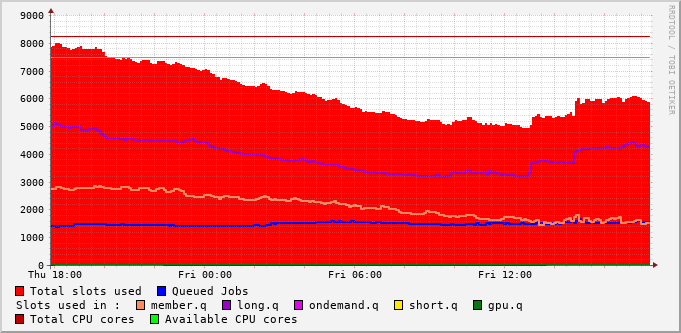 RRDTOOL / TOBI OETIKER
9000
8000
7000
6000
5000
4000
3000
2000
1000
0
Thu 18:00 Fri 00:00 Fri 06:00 Fri 12:00
Total slots used Queued Jobs
Slots used in : member.q long.q ondemand.q short.q gpu.q
Total CPU cores Available CPU cores